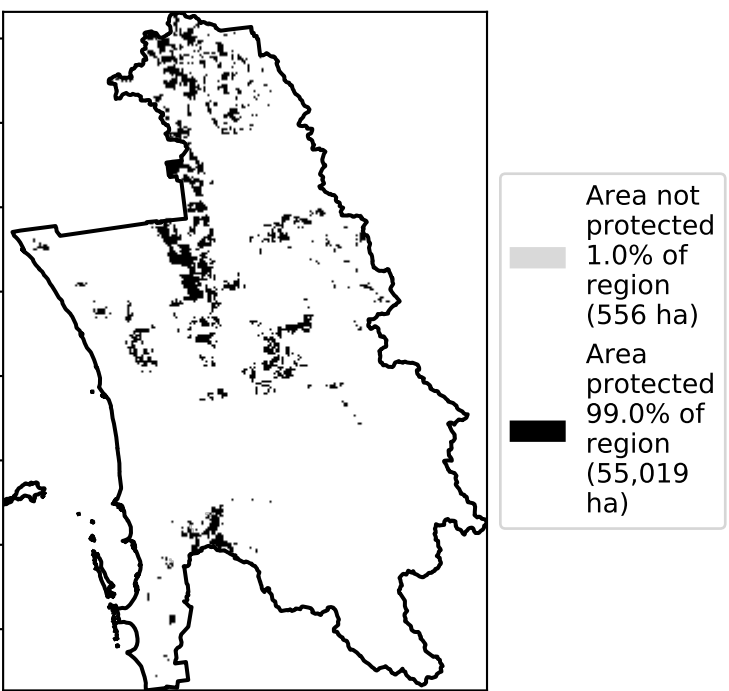 Area not
protected
1.0% of
region
(556 ha)
Area
protected
99.0% of
region
(55,019
ha)